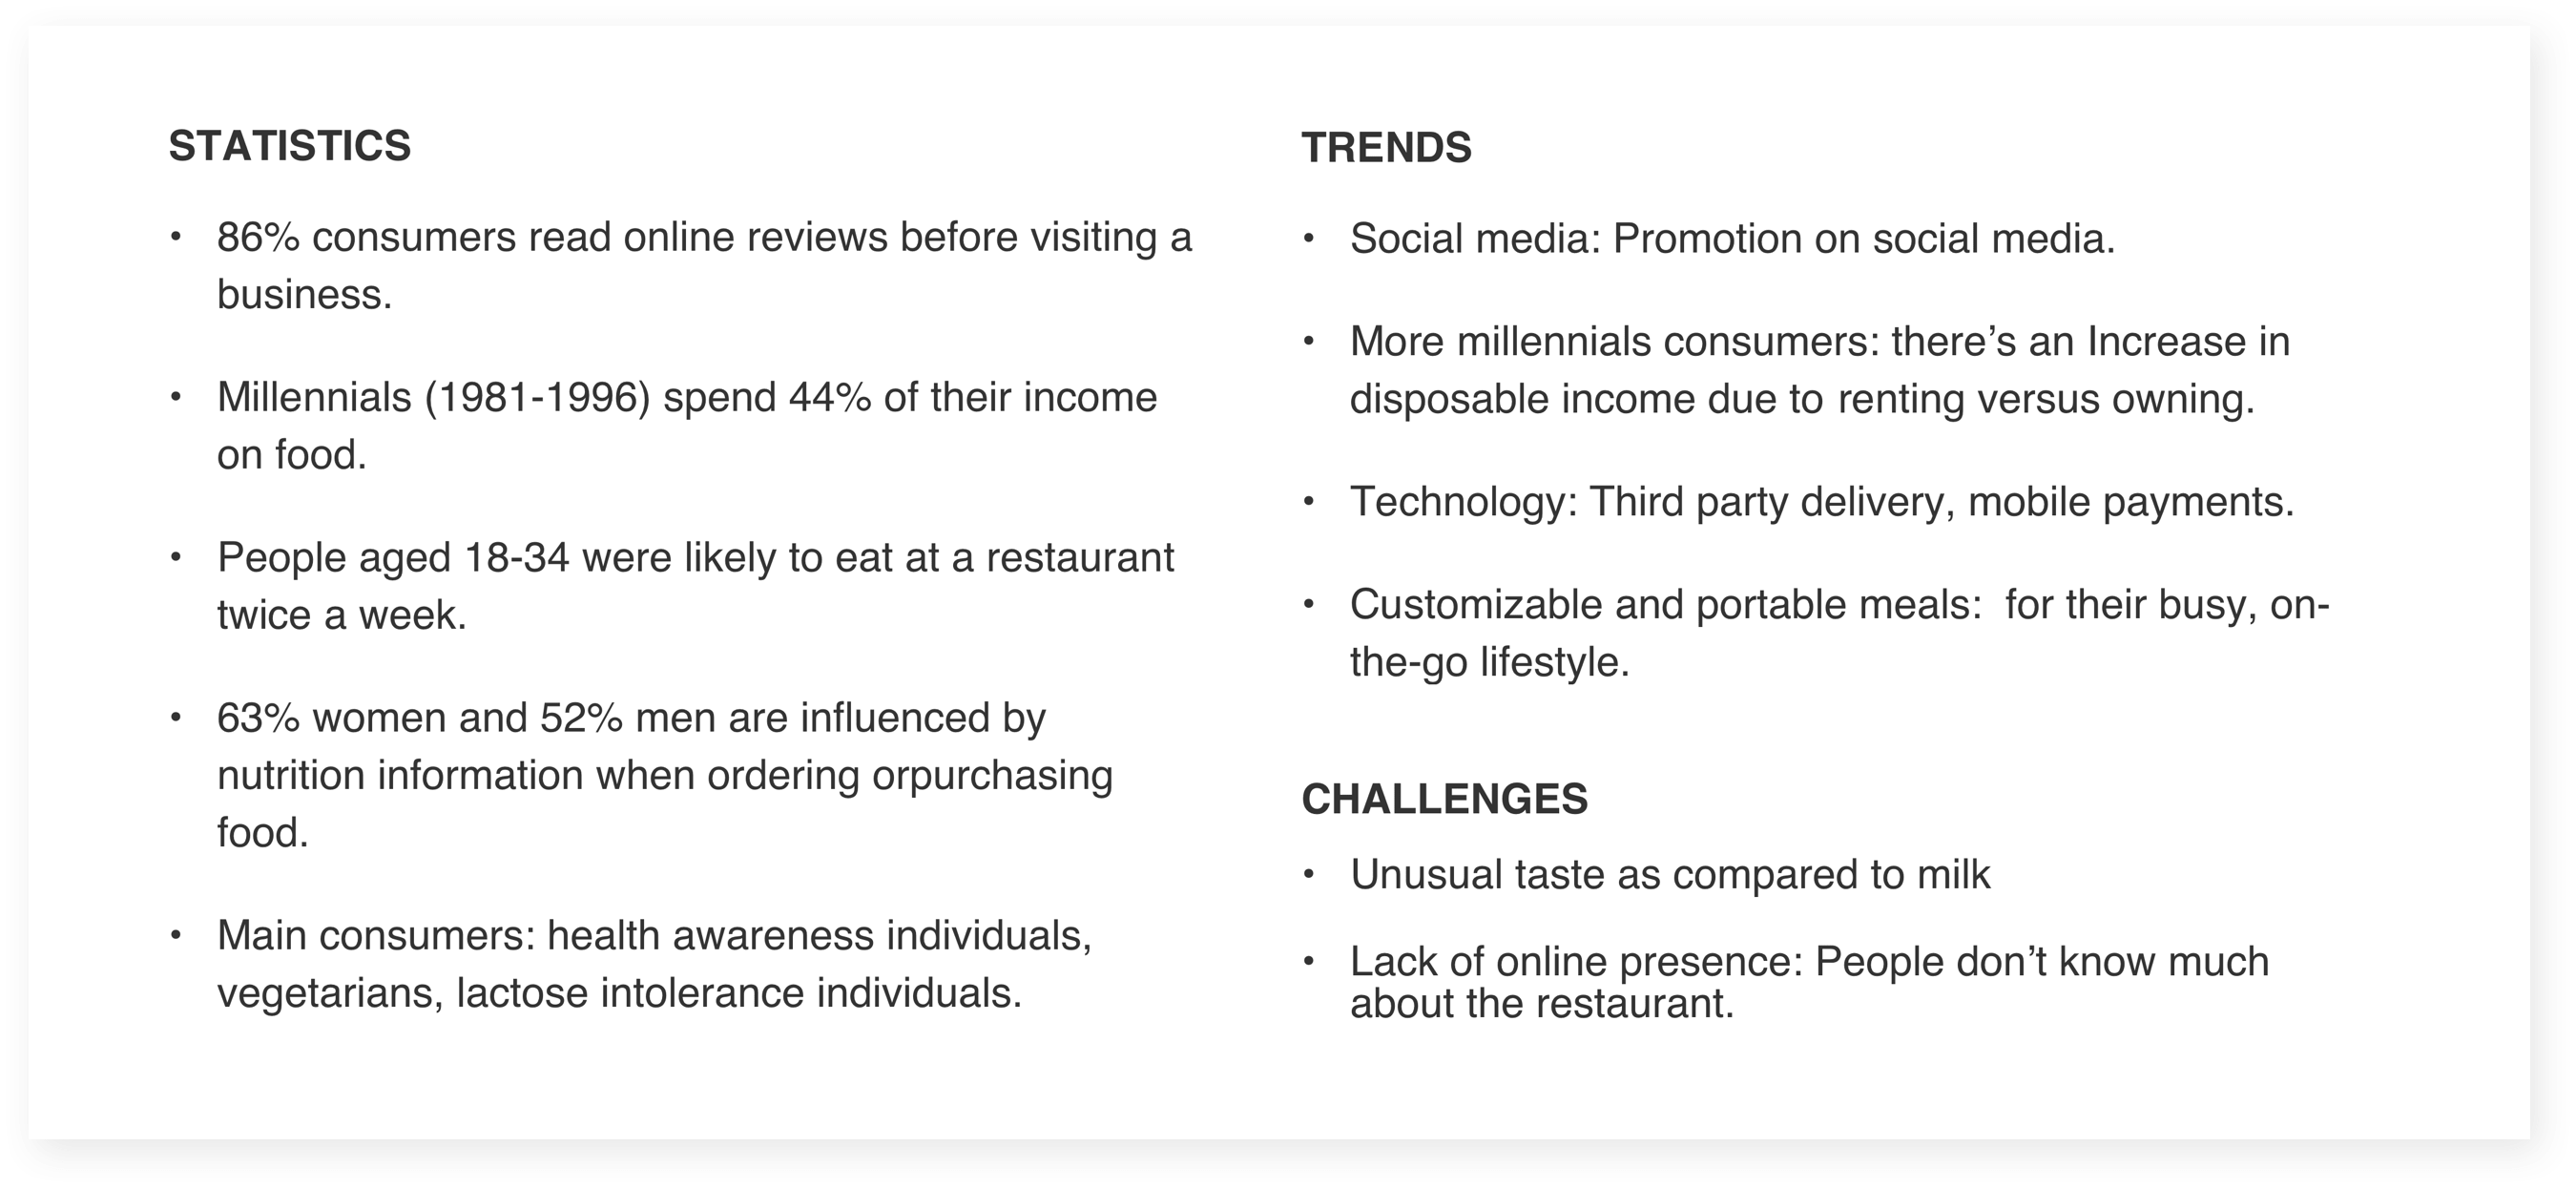 STATISTICS
• 86% consumers read online reviews before visiting a
business.
• Millennials (1981-1996) spend 44% of their income
on food.
• People aged 18-34 were likely to eat at a restaurant
twice a week.
• 63% women and 52% men are influenced by
nutrition information when ordering orpurchasing
food.
• Main consumers: health awareness individuals,
vegetarians, lactose intolerance individuals.
TRENDS
• Social media: Promotion on social media.
• More millennials consumers: there’s an Increase in
disposable income due to renting versus owning.
• Technology: Third party delivery, mobile payments.
• Customizable and portable meals:  for their busy, on-
the-go lifestyle.
CHALLENGES
• Unusual taste as compared to milk
• Lack of online presence: People don’t know much
about the restaurant.